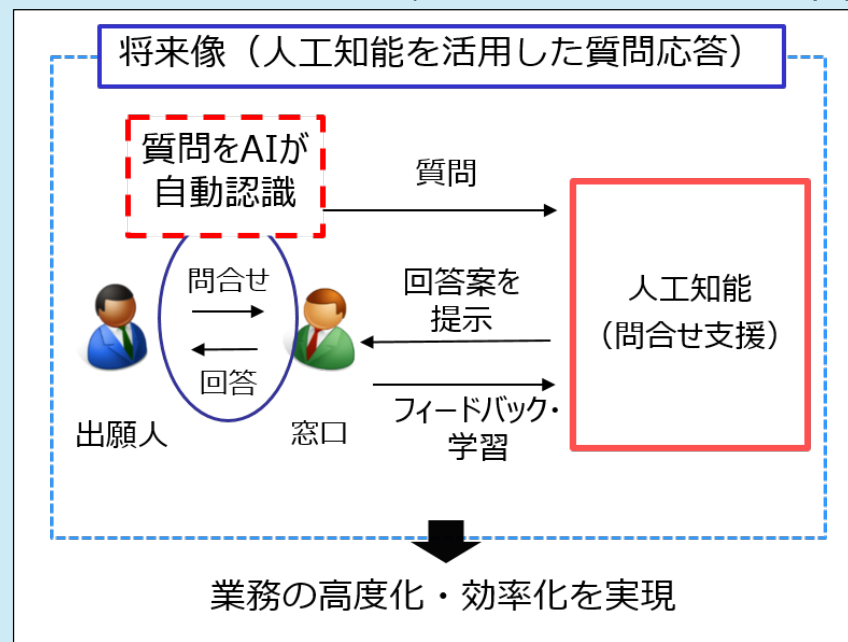 将来像（人工知能を活用した質問応答）
質問をAIが
自動認識
質問
問合せ
回答
出願人
窓口
回答案を
提示
フィードバック・
学習
人工知能
（問合せ支援）
業務の高度化・効率化を実現